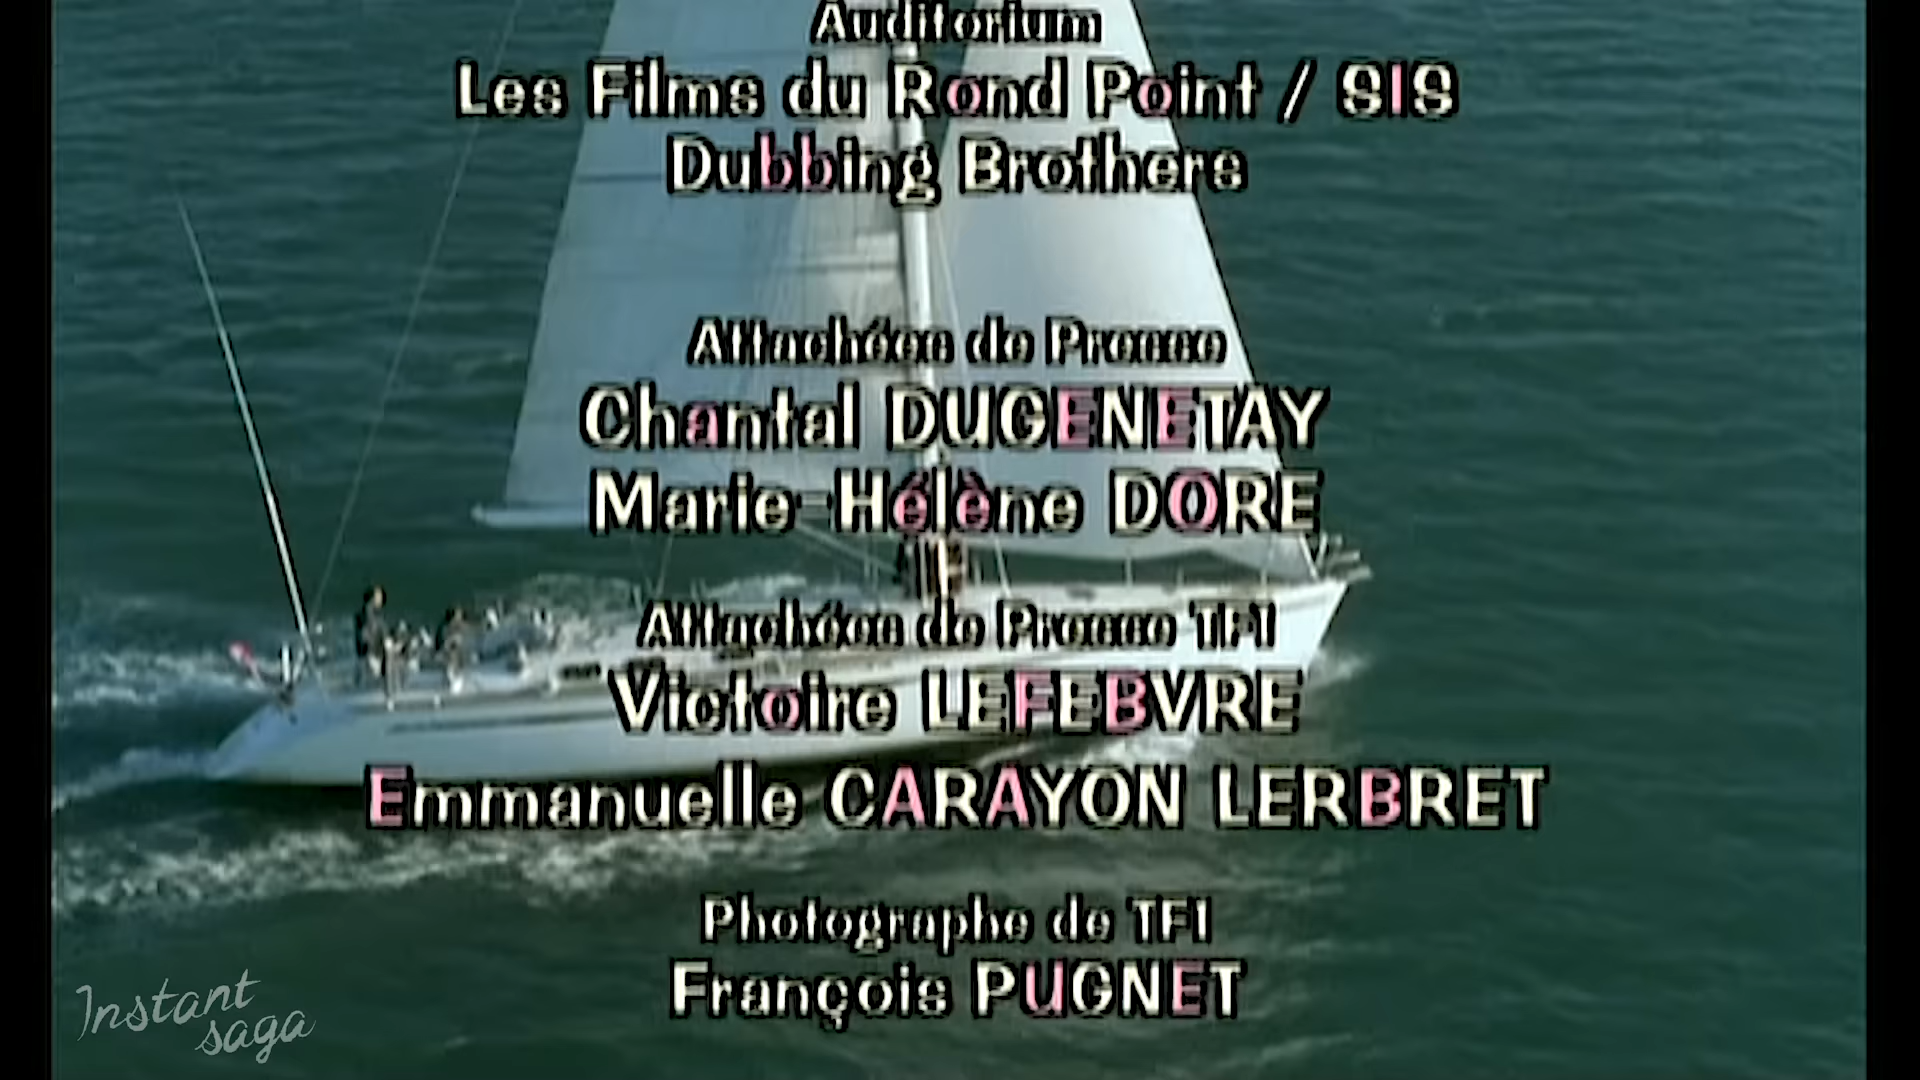 Auditorium
Les Films du Rond Point / SIS
Dubbing Brothers
Attachées de Presse
Chantal DUGENETAY
Marie-Hélène DORE
Attachées de Presse TF1
Victoire LEFEBVRE
Emmanuelle CARAYON LERBRET
Photographe de TF1
François PUGNET
Instant
saga